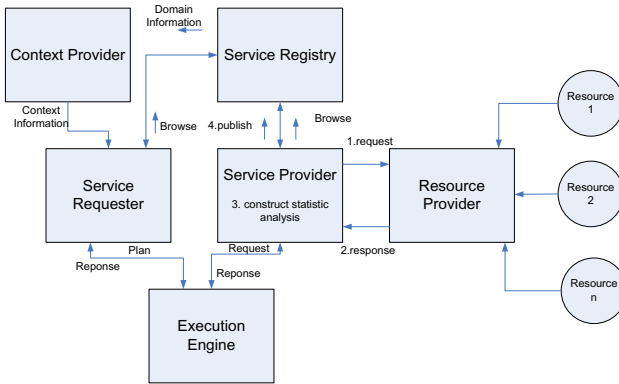 Domain
Information
Context Provider
Service Registry
Resource
1
Context
Information
Browse
4.publish
Browse
1.request
Service
Requester
Service Provider
3. construct statistic
analysis
Resource
Provider
Resource
2
Plan
Reponse
Request
2.response
Reponse
Resource
n
Execution
Engine